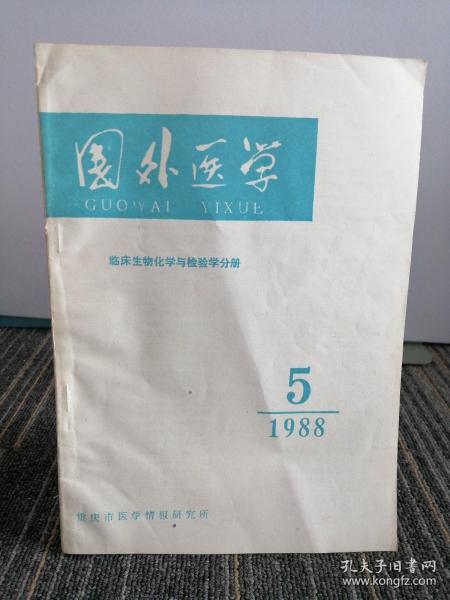 国外医学
GUOWAI YIXUE
临床生物化学与检验学分册
5
1988
重庆市医学情报研究所
孔夫子旧书网
www.kongfz.com